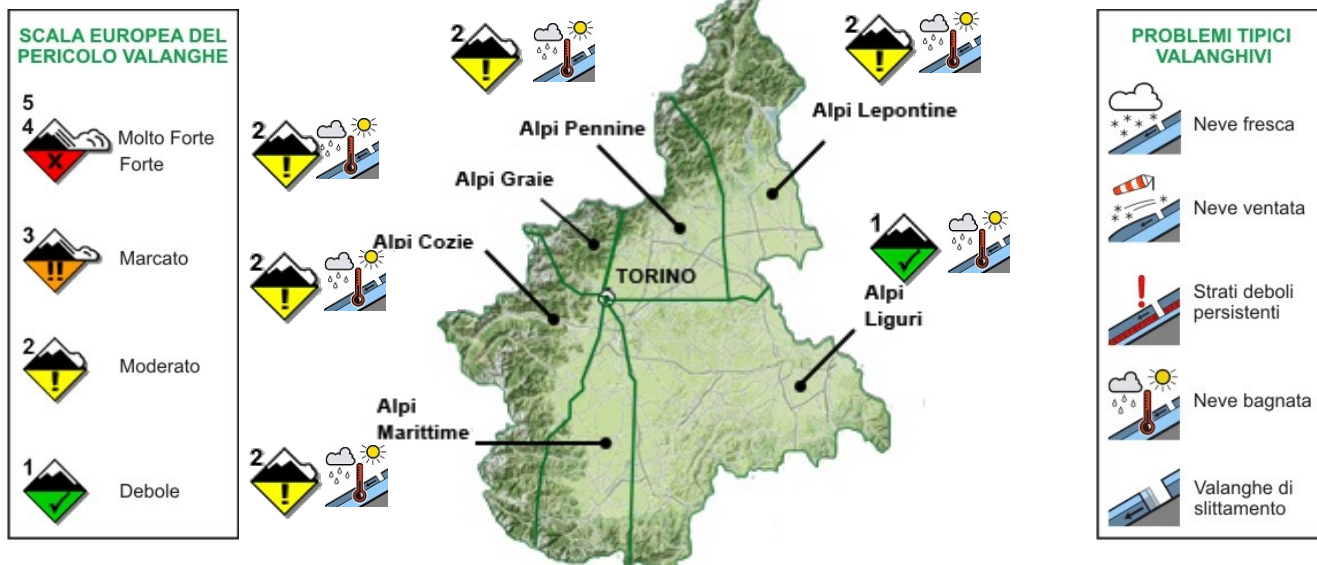 SCALA EUROPEA DEL
PERICOLO VALANGHE
5
4
Molto Forte
Forte
3
Marcato
2
Moderato
1
Debole
2
2
2
2
2
1
Alpi Lepontine
Alpi Pennine
Alpi Graie
Alpi Cozie
TORINO
Alpi
Liguri
Alpi
Marittime
PROBLEMI TIPICI
VALANGHIVI
Neve fresca
Neve ventata
Strati deboli
persistenti
Neve bagnata
Valanghe di
slittamento